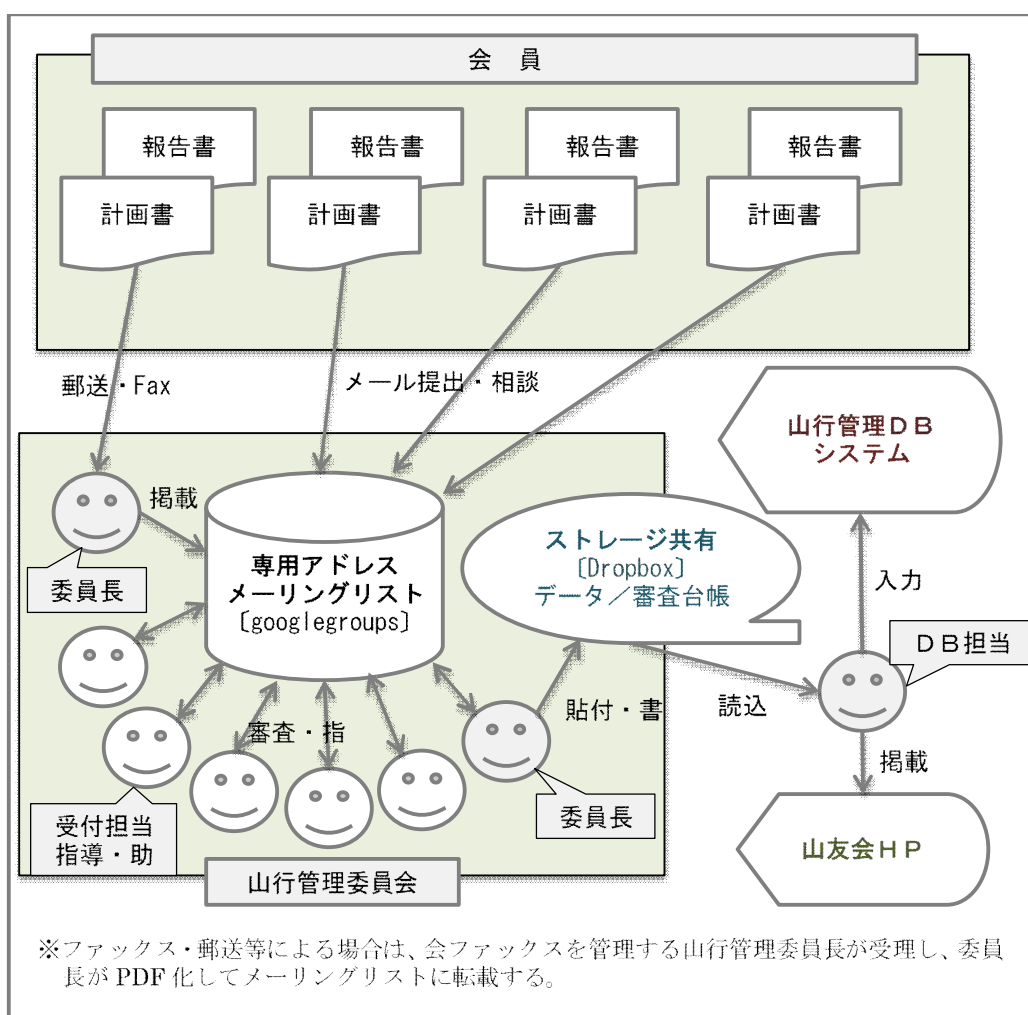 会　員
報告書
報告書
報告書
報告書
計画書
計画書
計画書
計画書
郵送・Fax
メール提出・相談
山行管理ＤＢ
システム
掲載
専用アドレス
メーリングリスト
〔googlegroups〕
ストレージ共有
〔Dropbox〕
データ／審査台帳
委員長
入力
ＤＢ担当
貼付・書
読込
審査・指
掲載
委員長
受付担当
指導・助
山友会ＨＰ
山行管理委員会
※ファックス・郵送等による場合は、会ファックスを管理する山行管理委員長が受理し、委員
長が PDF 化してメーリングリストに転載する。